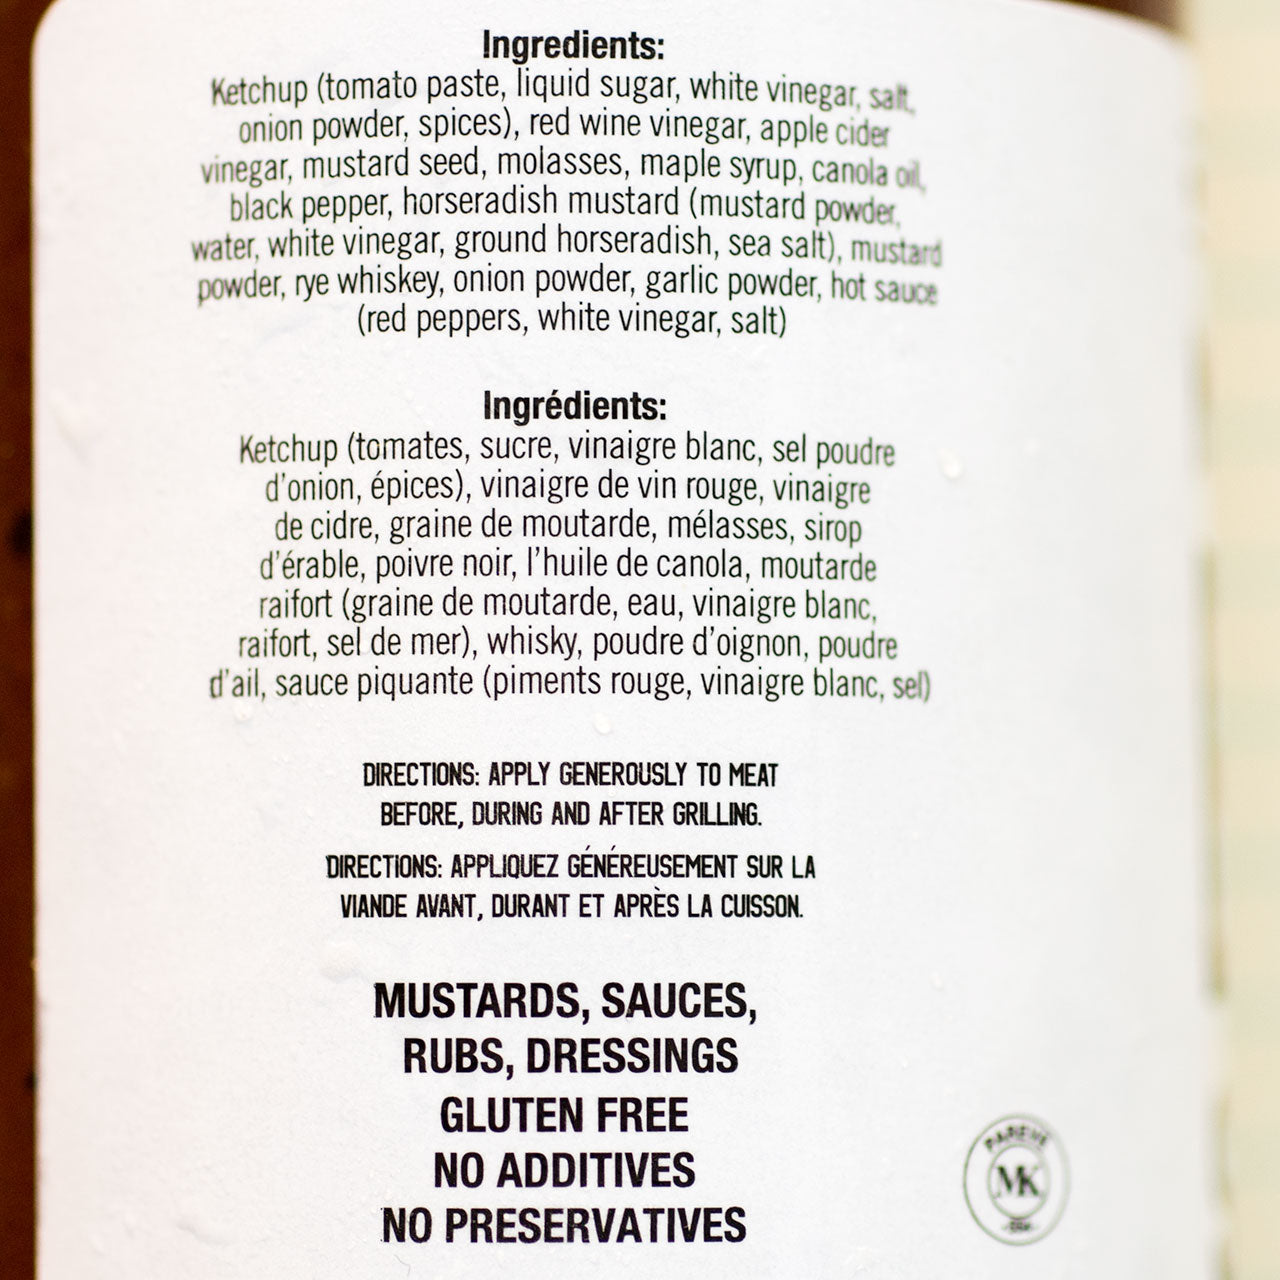 Ingredients:
Ketchup (tomato paste, liquid sugar, white vinegar, salt,
onion powder, spices), red wine vinegar, apple cider
vinegar, mustard seed, molasses, maple syrup, canola oil,
black pepper, horseradish mustard (mustard powder,
water, white vinegar, ground horseradish, sea salt), mustard
powder, rye whiskey, onion powder, garlic powder, hot sauce
(red peppers, white vinegar, salt)
Ingrédients:
Ketchup (tomates, sucre, vinaigre blanc, sel poudre
d'onion, épices), vinaigre de vin rouge, vinaigre
de cidre, graine de moutarde, mélasses, sirop
d'érable, poivre noir, l'huile de canola, moutarde
raifort (graine de moutarde, eau, vinaigre blanc,
raifort, sel de mer), whisky, poudre d'oignon, poudre
d'ail, sauce piquante (piments rouge, vinaigre blanc, sel)
DIRECTIONS: APPLY GENEROUSLY TO MEAT
BEFORE, DURING AND AFTER GRILLING.
DIRECTIONS: APPLIQUEZ GÉNÉREUSEMENT SUR LA
VIANDE AVANT, DURANT ET APRÈS LA CUISSON.
MUSTARDS, SAUCES,
RUBS, DRESSINGS
GLUTEN FREE
NO ADDITIVES
NO PRESERVATIVES
PAREVE
MK